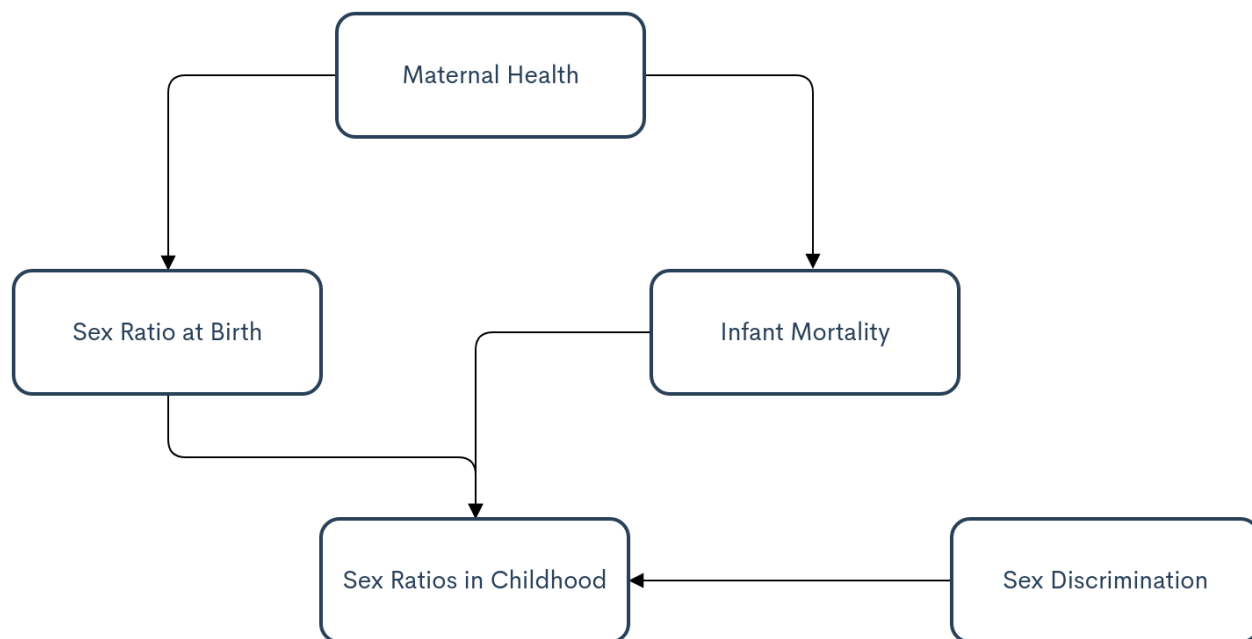 Maternal Health
Sex Ratio at Birth
Infant Mortality
Sex Ratios in Childhood
Sex Discrimination